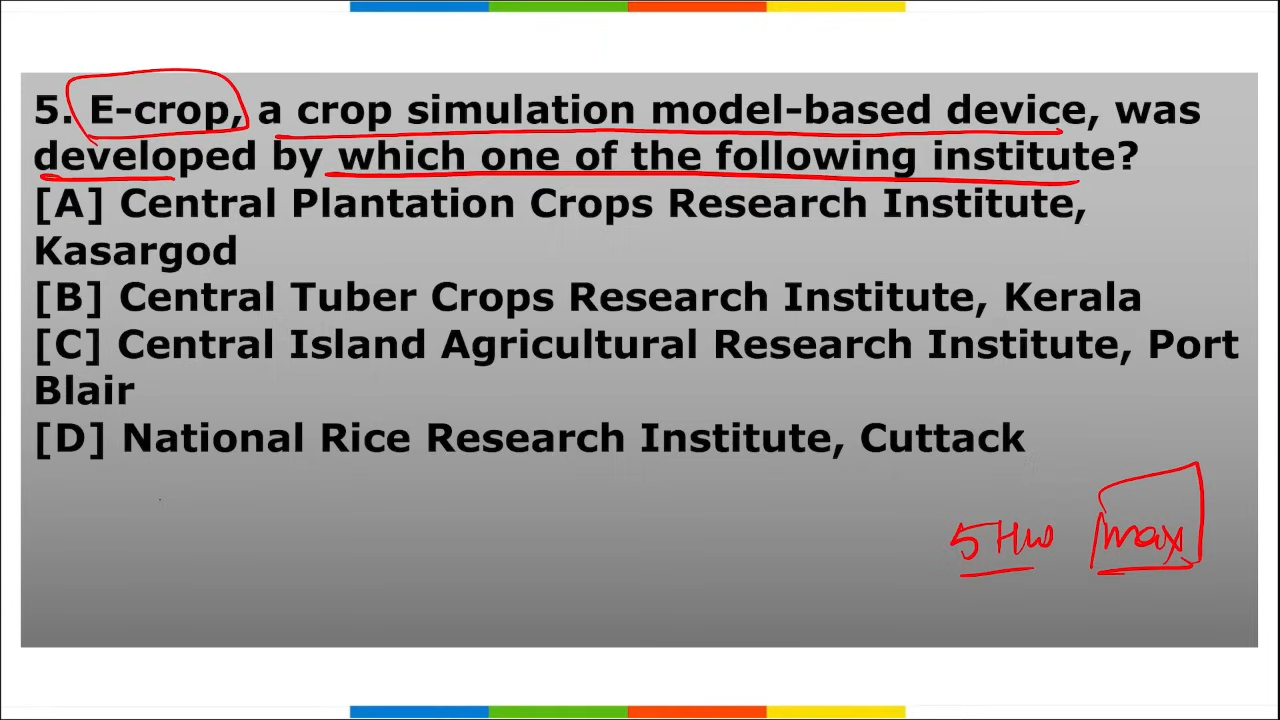 5. E-crop, a crop simulation model-based device, was
developed by which one of the following institute?
[A] Central Plantation Crops Research Institute,
Kasargod
[B] Central Tuber Crops Research Institute, Kerala
[C] Central Island Agricultural Research Institute, Port
Blair
[D] National Rice Research Institute, Cuttack
5 HW max